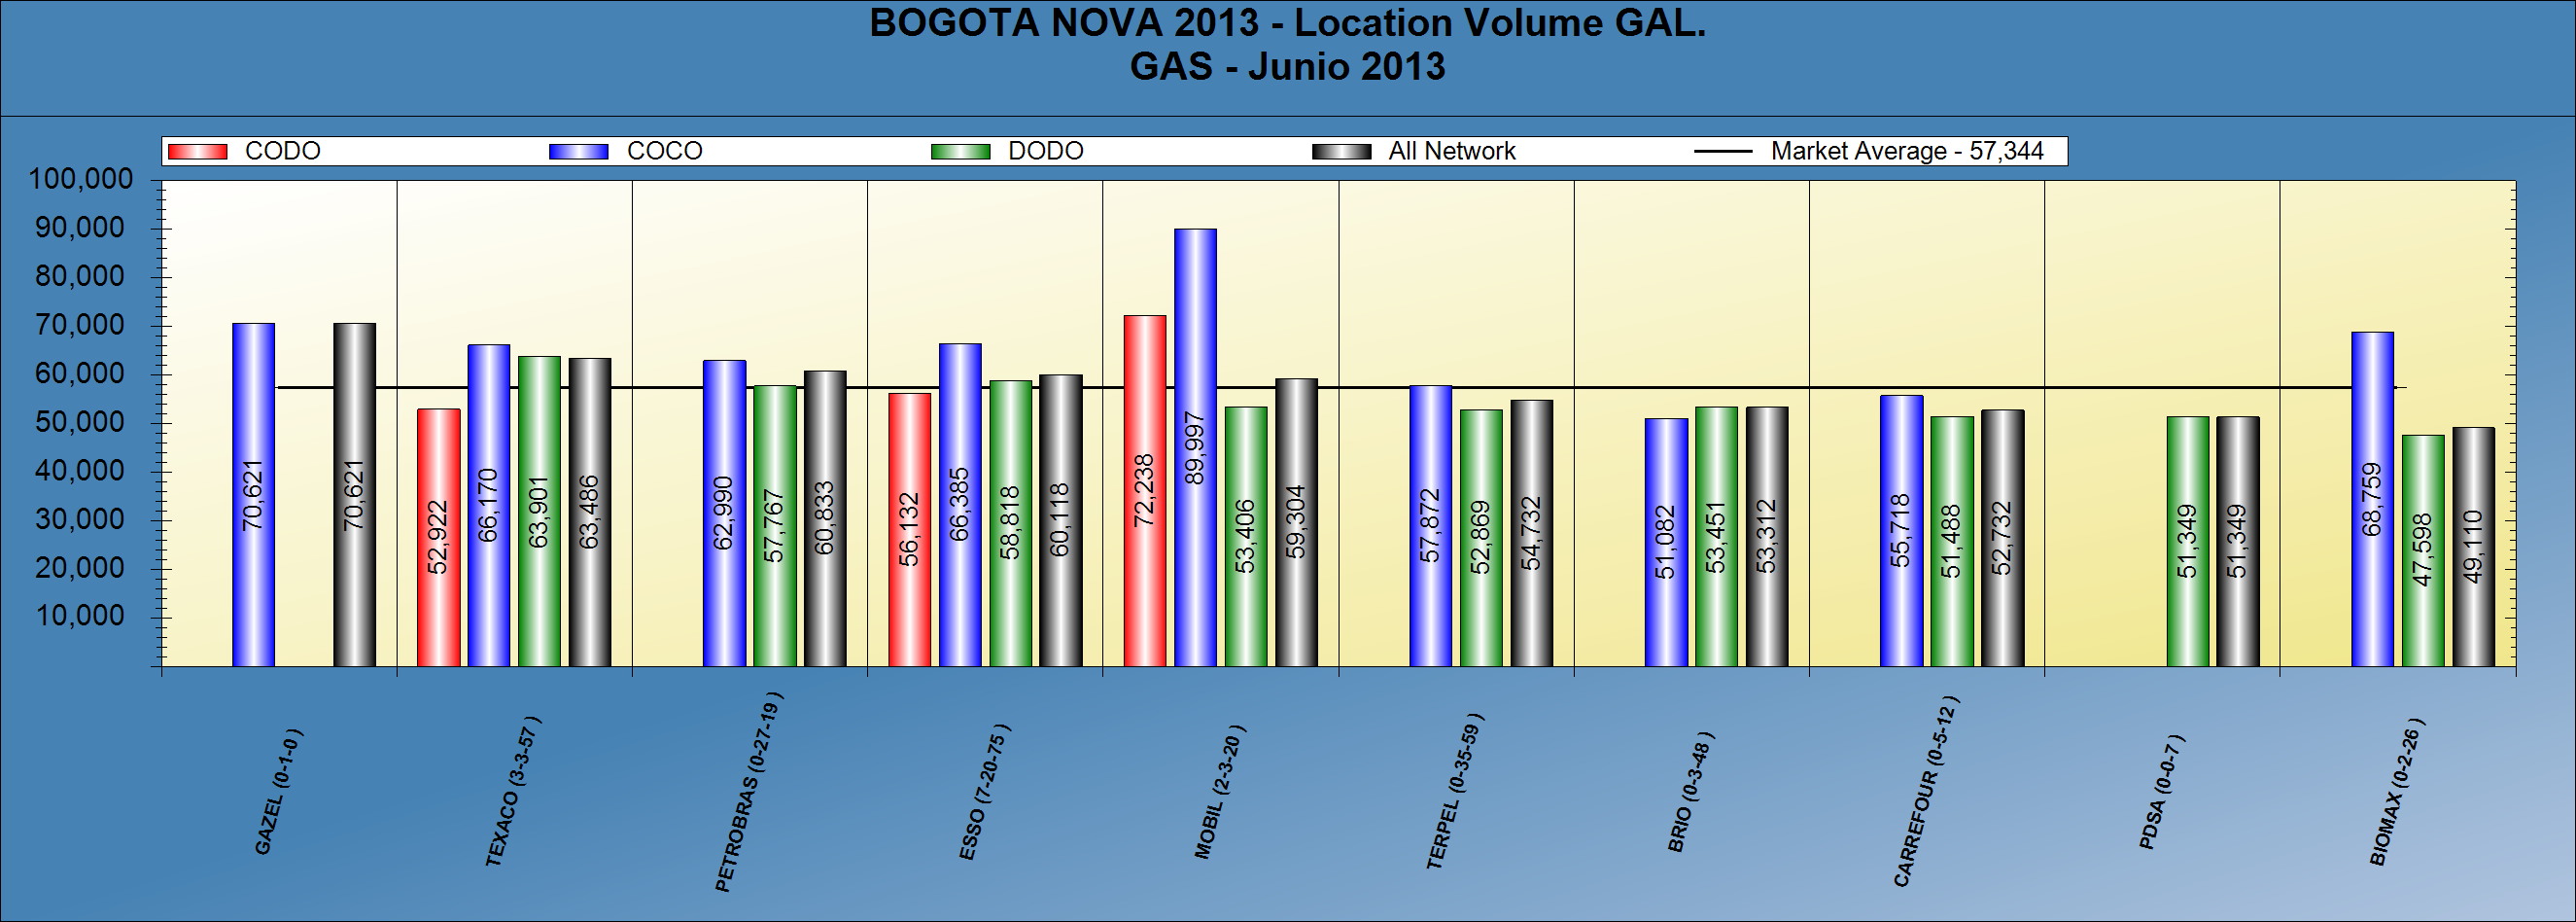 BOGOTA NOVA 2013 - Location Volume GAL.
GAS - Junio 2013
CODO
COCO
DODO
All Network
Market Average - 57,344
100,000
90,000
80,000
70,000
60,000
50,000
40,000
30,000
20,000
10,000
70,621
70,621
52,922
66,170
63,901
63,486
62,990
57,767
60,833
56,132
66,385
58,818
60,118
72,238
89,997
53,406
59,304
57,872
52,869
54,732
51,082
53,451
53,312
55,718
51,488
52,732
51,349
51,349
68,759
47,598
49,110
GAZEL (0-1-0 )
TEXACO (3-3-57 )
PETROBRAS (0-27-19 )
ESSO (7-20-75 )
MOBIL (2-3-20 )
TERPEL (0-35-59 )
BRIO (0-3-48 )
CARREFOUR (0-5-12 )
PDSA (0-0-7 )
BIOMAX (0-2-26 )